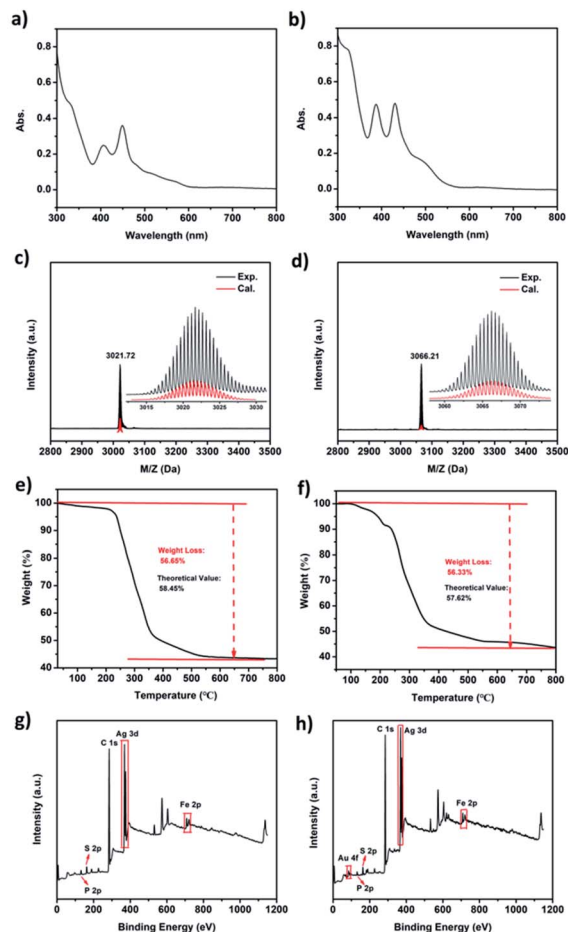 a)
0.8
0.6
0.4
0.2
0.0
Abs.
300 400 500 600 700 800
Wavelength (nm)
b)
0.8
0.6
0.4
0.2
0.0
Abs.
300 400 500 600 700 800
Wavelength (nm)
c)
Exp.
Cal.
3021.72
3015 3020 3025 3030
Intensity (a.u.)
2800 2900 3000 3100 3200 3300 3400 3500
M/Z (Da)
d)
Exp.
Cal.
3066.21
3060 3065 3070
Intensity (a.u.)
2800 2900 3000 3100 3200 3300 3400 3500
M/Z (Da)
e)
100
90
80
70
60
50
40
Weight (%)
Weight Loss:
56.65%
Theoretical Value:
58.45%
100 200 300 400 500 600 700 800
Temperature (℃)
f)
100
90
80
70
60
50
40
Weight (%)
Weight Loss:
56.33%
Theoretical Value:
57.62%
100 200 300 400 500 600 700 800
Temperature (℃)
g)
Ag 3d
C 1s
Fe 2p
S 2p
P 2p
Intensity (a.u.)
0 200 400 600 800 1000 1200
Binding Energy (eV)
h)
C 1s Ag 3d
Fe 2p
S 2p
Au 4f
P 2p
Intensity (a.u.)
0 200 400 600 800 1000 1200
Binding Energy (eV)